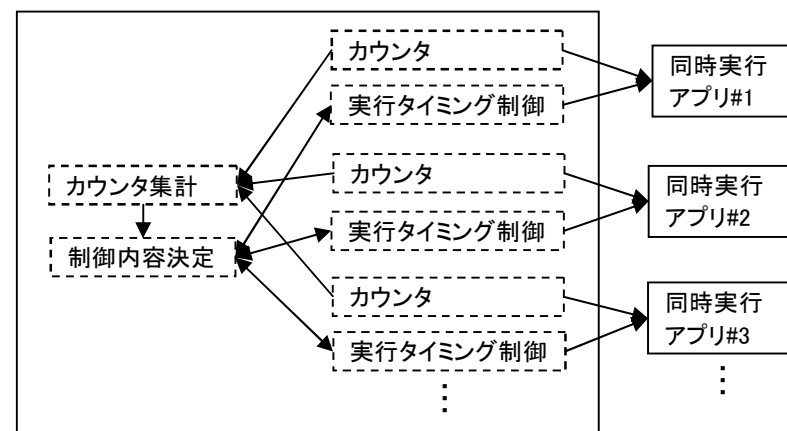 カウンタ
同時実行
アプリ#1
実行タイミング制御
カウンタ集計
カウンタ
同時実行
アプリ#2
実行タイミング制御
制御内容決定
カウンタ
同時実行
アプリ#3
実行タイミング制御
⋮
⋮